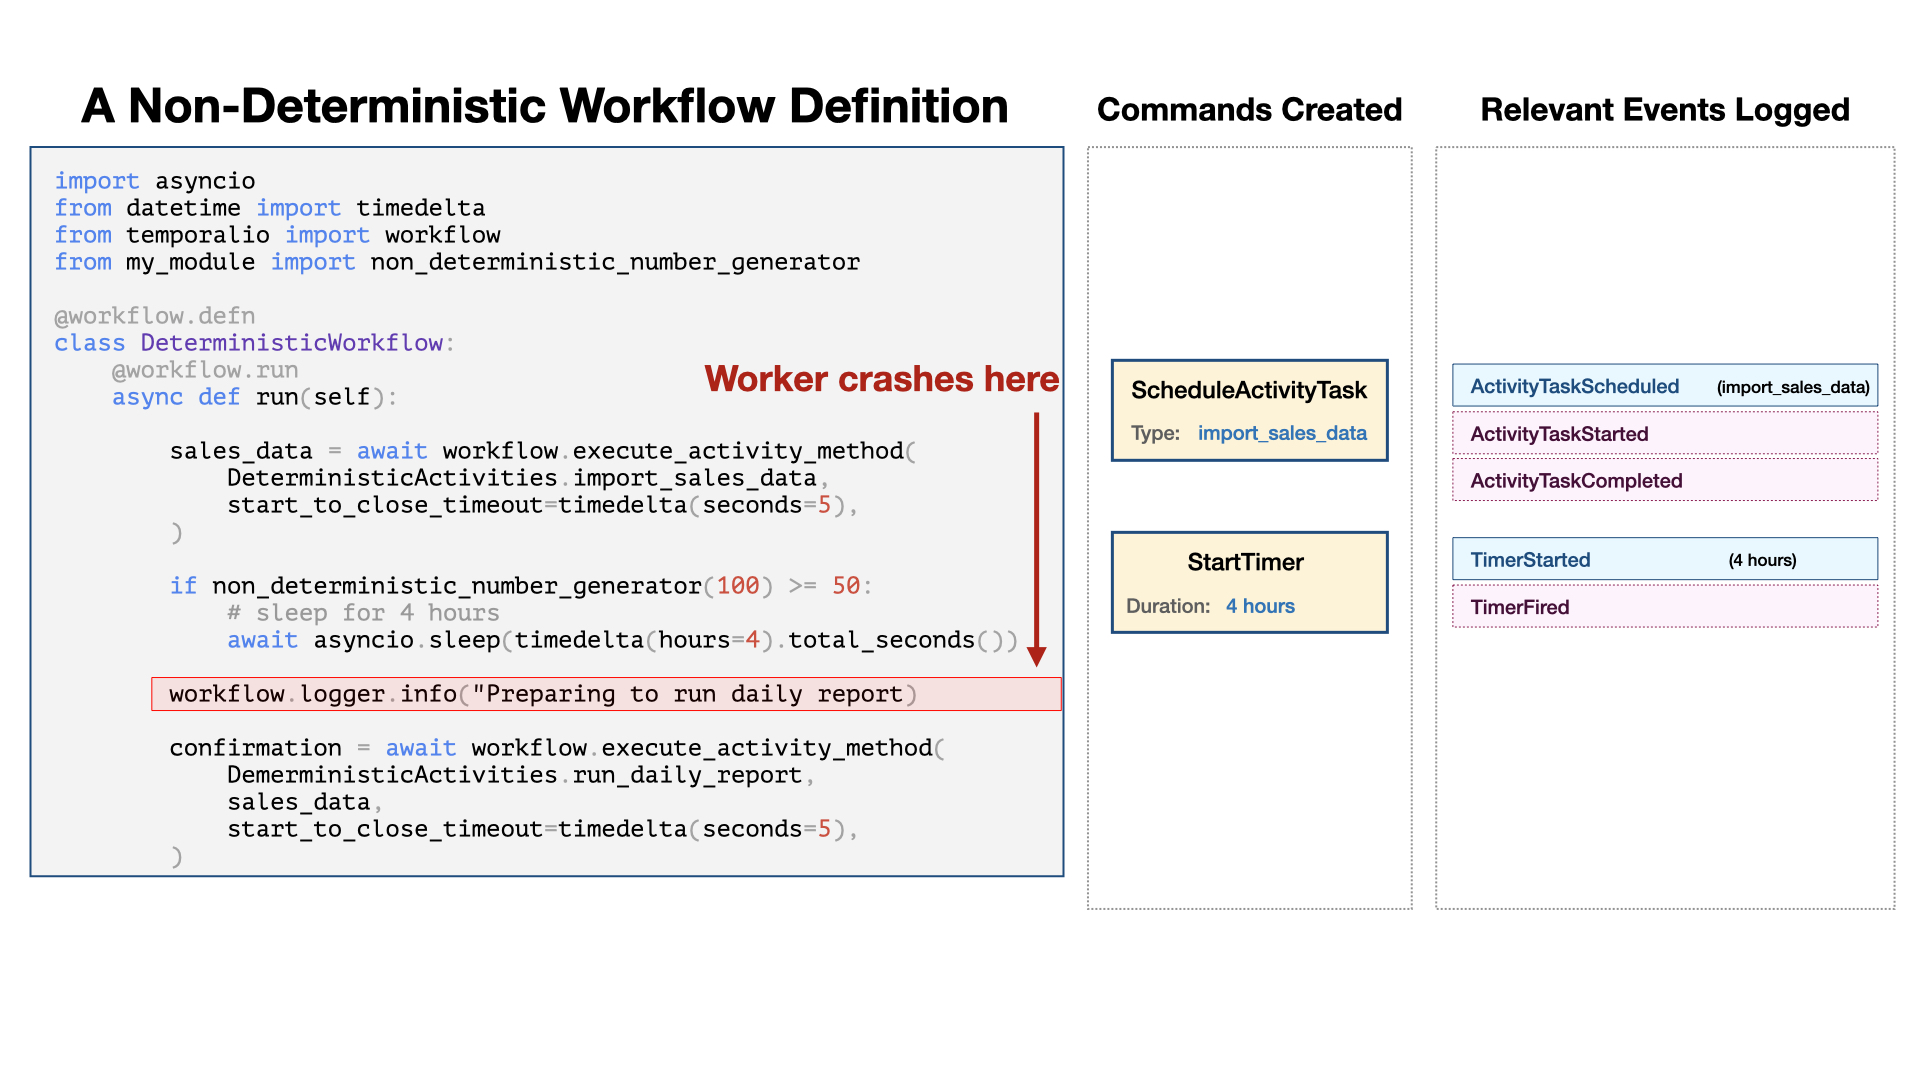 A Non-Deterministic Workflow Definition
import asyncio
from datetime import timedelta
from temporalio import workflow
from my_module import non_deterministic_number_generator
@workflow.defn
class DeterministicWorkflow:
    @workflow.run
    async def run(self):
        sales_data = await workflow.execute_activity_method(
            DeterministicActivities.import_sales_data,
            start_to_close_timeout=timedelta(seconds=5),
        )
        if non_deterministic_number_generator(100) >= 50:
            # sleep for 4 hours
            await asyncio.sleep(timedelta(hours=4).total_seconds())
        workflow.logger.info("Preparing to run daily report)
        confirmation = await workflow.execute_activity_method(
            DemerministicActivities.run_daily_report,
            sales_data,
            start_to_close_timeout=timedelta(seconds=5),
        )
Worker crashes here
Commands Created
ScheduleActivityTask
Type: import_sales_data
StartTimer
Duration: 4 hours
Relevant Events Logged
ActivityTaskScheduled (import_sales_data)
ActivityTaskStarted
ActivityTaskCompleted
TimerStarted (4 hours)
TimerFired